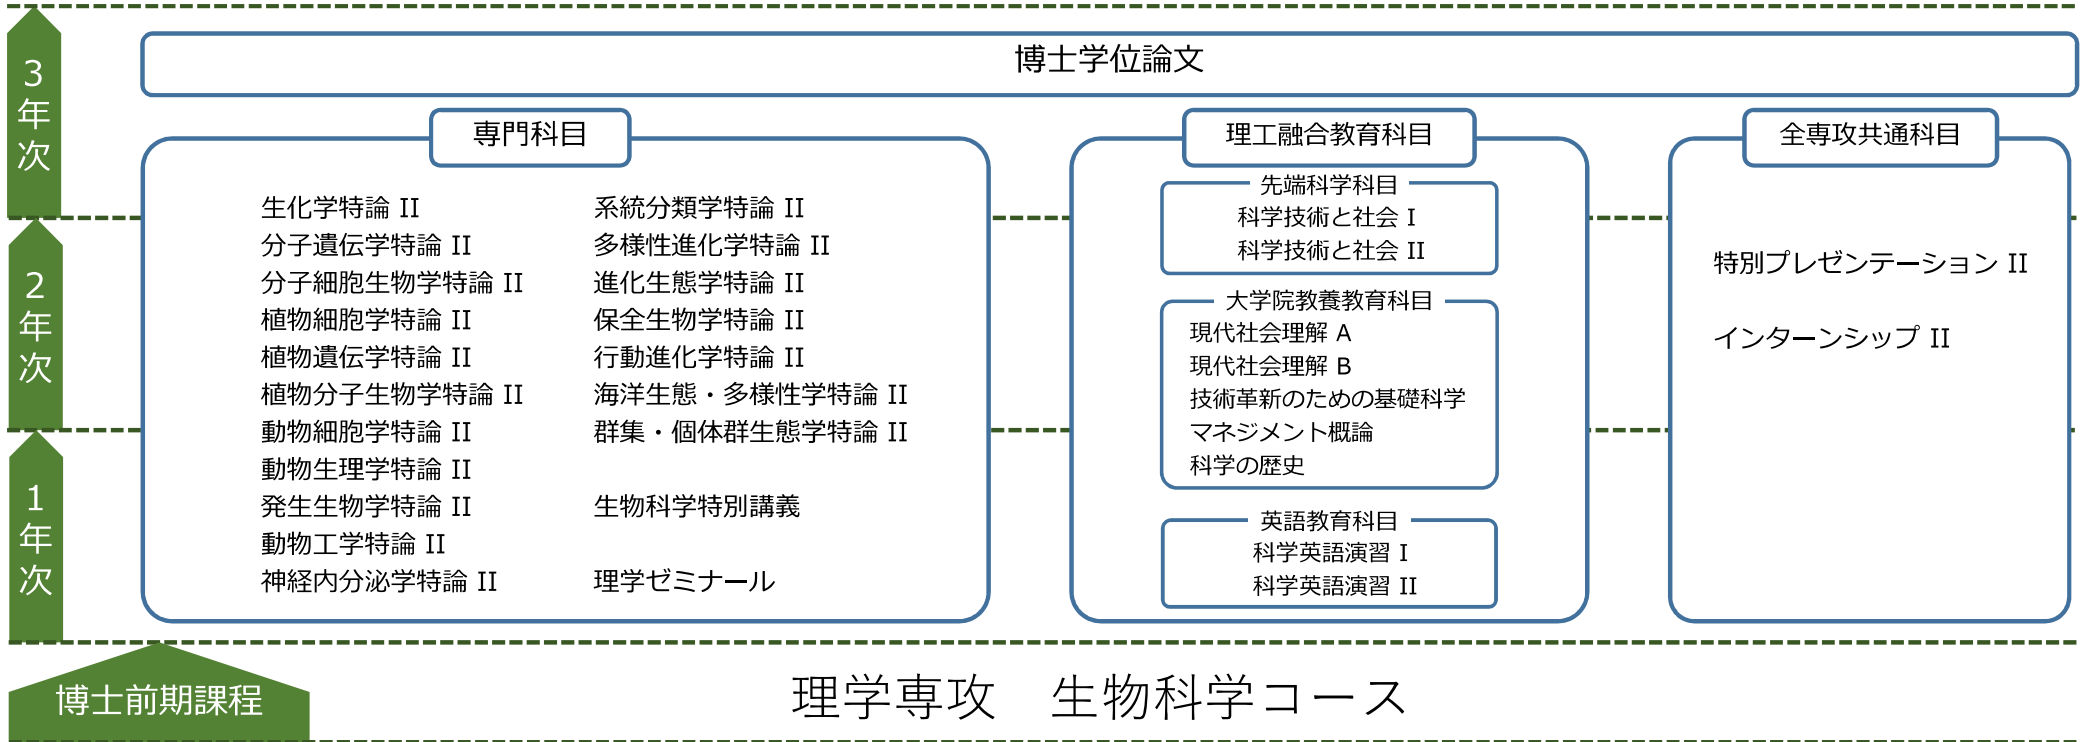 博士学位論文
3年次
2年次
1年次
専門科目
生化学特論 II
分子遺伝学特論 II
分子細胞生物学特論 II
植物細胞学特論 II
植物遺伝学特論 II
植物分子生物学特論 II
動物細胞学特論 II
動物生理学特論 II
発生生物学特論 II
動物工学特論 II
神経内分泌学特論 II
系統分類学特論 II
多様性進化学特論 II
進化生態学特論 II
保全生物学特論 II
行動進化学特論 II
海洋生態・多様性学特論 II
群集・個体群生態学特論 II
生物科学特別講義
理学ゼミナール
理工融合教育科目
先端科学科目
科学技術と社会 I
科学技術と社会 II
大学院教養教育科目
現代社会理解 A
現代社会理解 B
技術革新のための基礎科学
マネジメント概論
科学の歴史
英語教育科目
科学英語演習 I
科学英語演習 II
全専攻共通科目
特別プレゼンテーション II
インターンシップ II
博士前期課程
理学専攻　生物科学コース